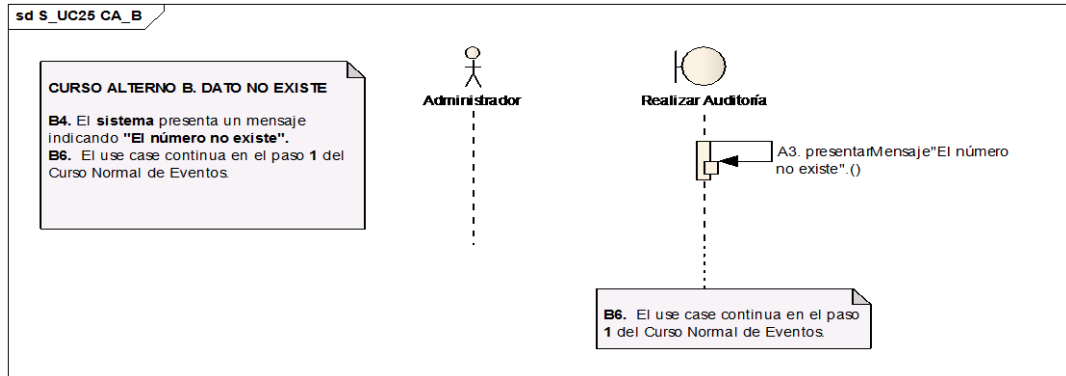 sd S_UC25 CA_B
CURSO ALTERNO B. DATO NO EXISTE
B4. El sistema presenta un mensaje
indicando "El número no existe".
B6. El use case continua en el paso 1 del
Curso Normal de Eventos.
Administrador
Realizar Auditoría
A3. presentarMensaje"El número
no existe".()
B6. El use case continua en el paso
1 del Curso Normal de Eventos.